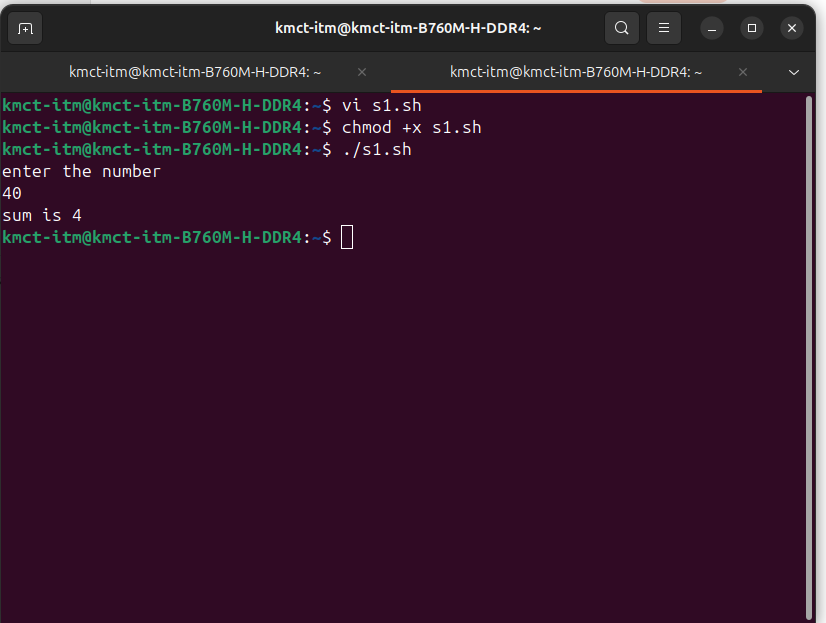 kmct-itm@kmct-itm-B760M-H-DDR4: ~
kmct-itm@kmct-itm-B760M-H-DDR4: ~
kmct-itm@kmct-itm-B760M-H-DDR4: ~
kmct-itm@kmct-itm-B760M-H-DDR4:~$ vi s1.sh
kmct-itm@kmct-itm-B760M-H-DDR4:~$ chmod +x s1.sh
kmct-itm@kmct-itm-B760M-H-DDR4:~$ ./s1.sh
enter the number
40
sum is 4
kmct-itm@kmct-itm-B760M-H-DDR4:~$